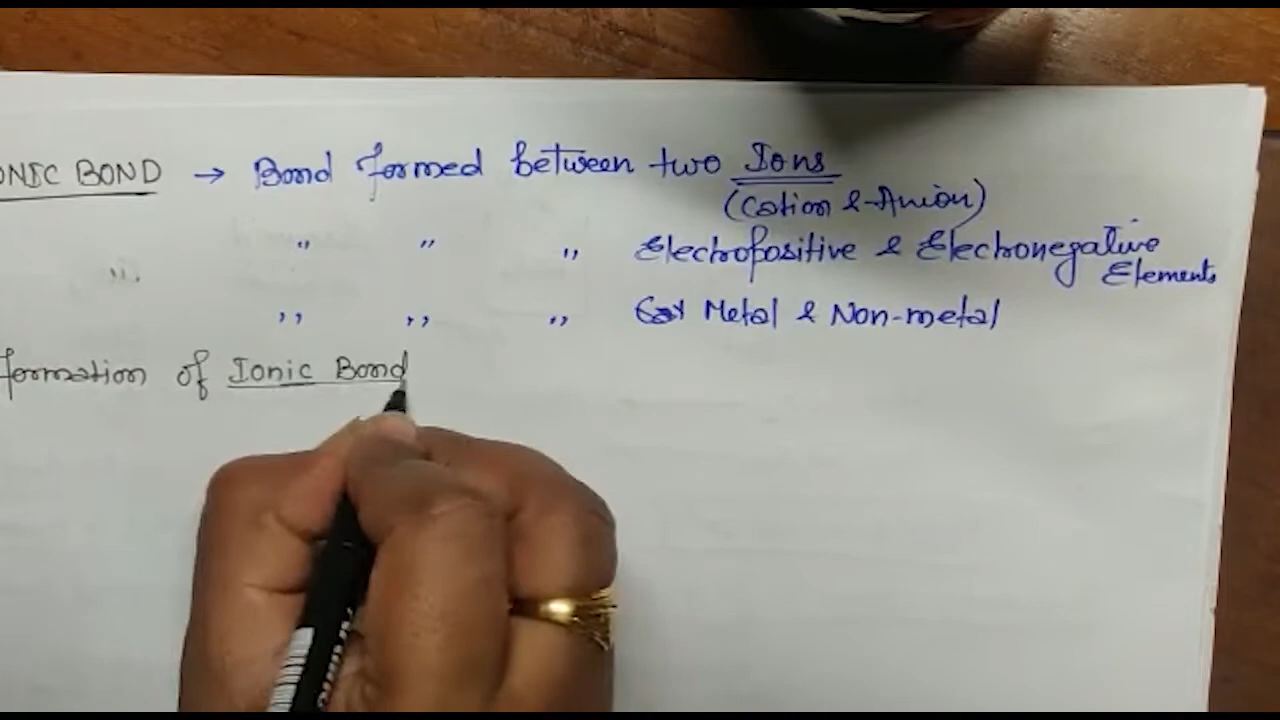 ONIC BOND → Bond formed between two Ions
(Cation & Anion)
" " " Electropositive & Electronegative
Elements
" " " Metal & Non-metal
formation of Ionic Bond